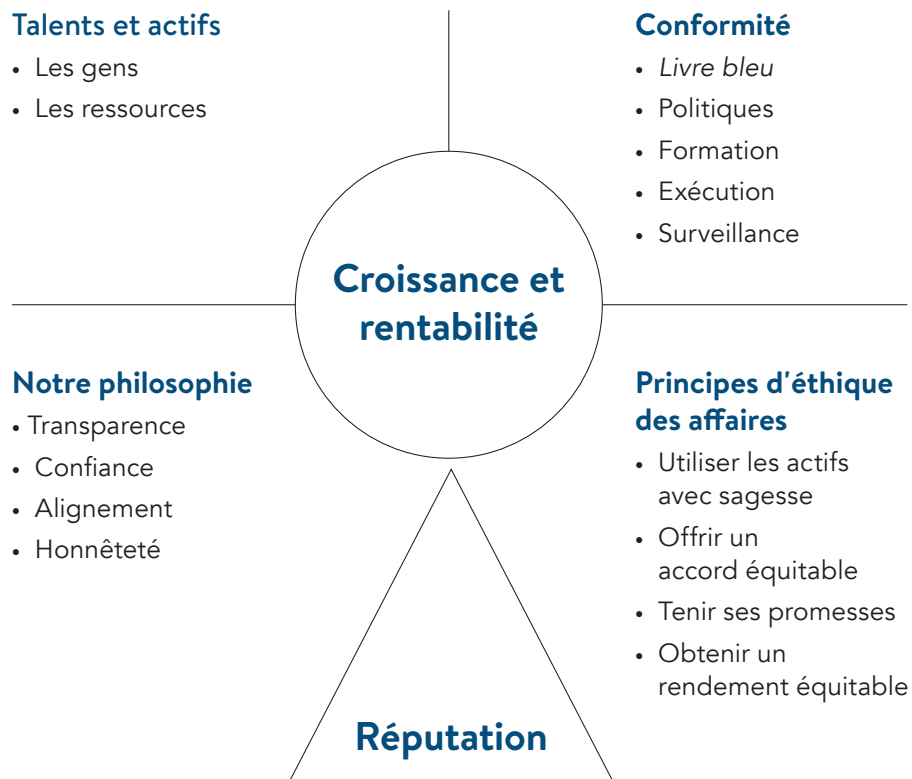 Talents et actifs
• Les gens
• Les ressources
Conformité
• Livre bleu
• Politiques
• Formation
• Exécution
• Surveillance
Croissance et
rentabilité
Notre philosophie
• Transparence
• Confiance
• Alignement
• Honnêteté
Principes d'éthique
des affaires
• Utiliser les actifs
avec sagesse
• Offrir un
accord équitable
• Tenir ses promesses
• Obtenir un
rendement équitable
Réputation